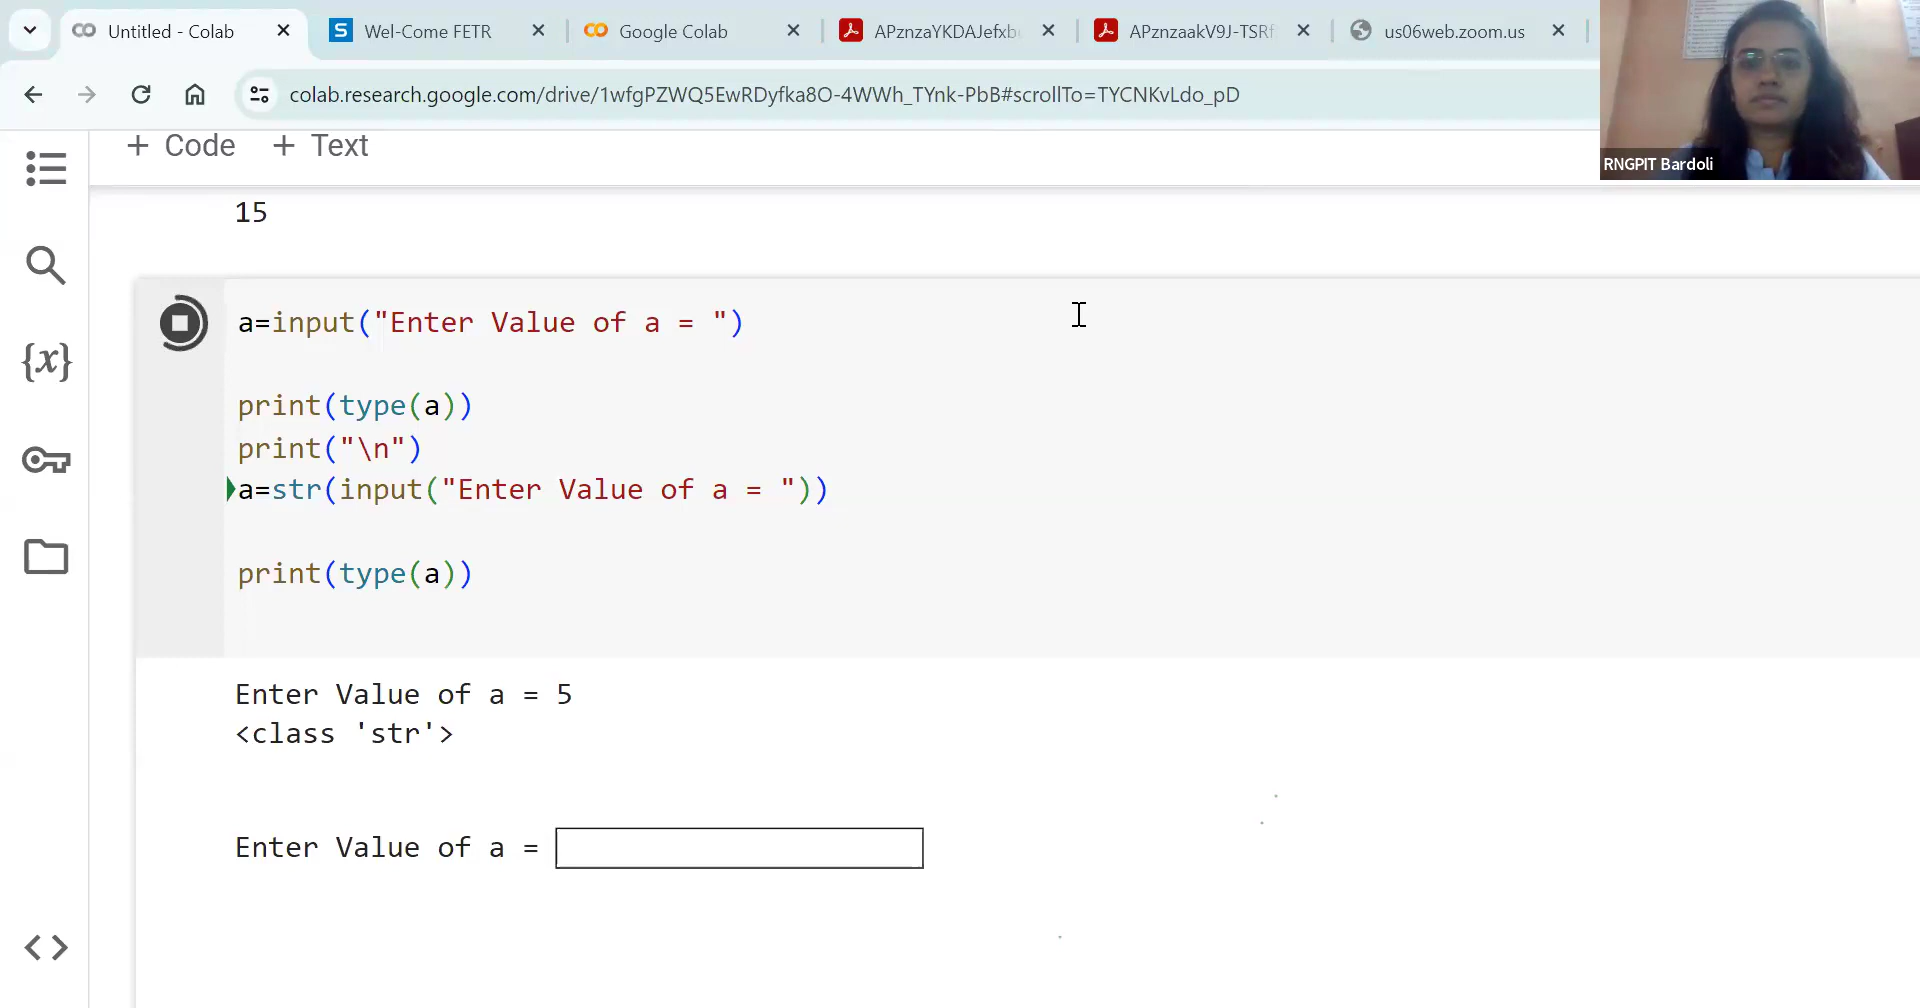 Untitled - Colab
Wel-Come FETR
Google Colab
APznzaYKDAJefxb
APznzaakV9J-TSRf
us06web.zoom.us
colab.research.google.com/drive/1wfgPZWQ5EwRDyfka8O-4WWh_TYnk-PbB#scrollTo=TYCNKvLdo_pD
RNGPIT Bardoli
+ Code + Text
15
a=input("Enter Value of a = ")
print(type(a))
print("\n")
a=str(input("Enter Value of a = "))
print(type(a))
Enter Value of a = 5
<class 'str'>
Enter Value of a =